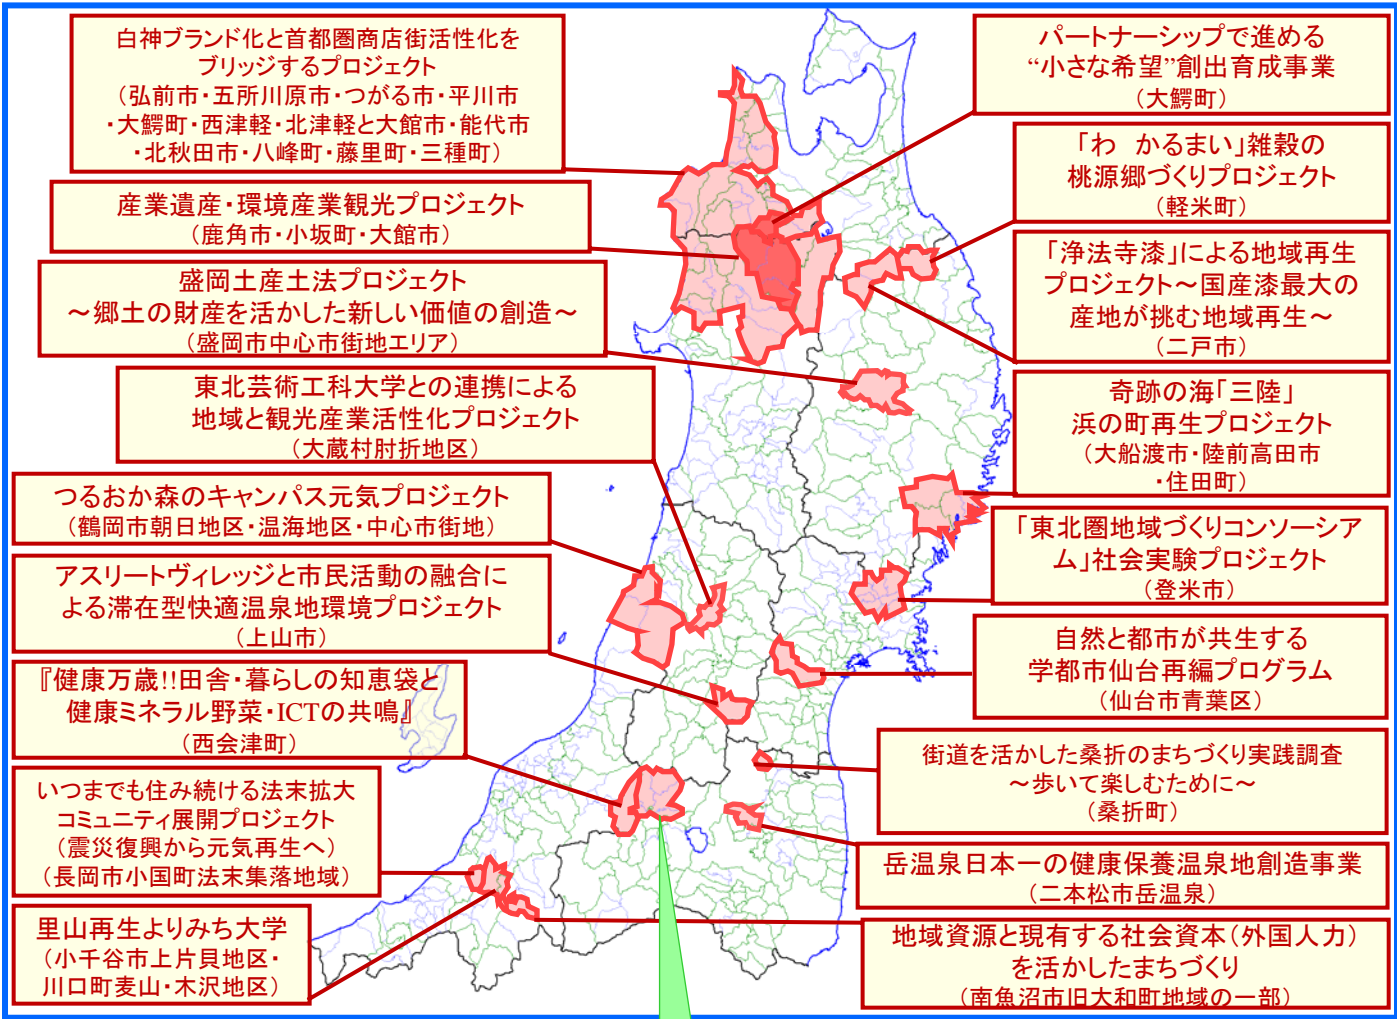 白神ブランド化と首都圏商店街活性化を
ブリッジするプロジェクト
（弘前市・五所川原市・つがる市・平川市
・大鰐町・西津軽・北津軽と大館市・能代市
・北秋田市・八峰町・藤里町・三種町）
産業遺産・環境産業観光プロジェクト
（鹿角市・小坂町・大館市）
盛岡土産土法プロジェクト
～郷土の財産を活かした新しい価値の創造～
（盛岡市中心市街地エリア）
東北芸術工科大学との連携による
地域と観光産業活性化プロジェクト
（大蔵村肘折地区）
つるおか森のキャンパス元気プロジェクト
（鶴岡市朝日地区・温海地区・中心市街地）
アスリートヴィレッジと市民活動の融合に
よる滞在型快適温泉地環境プロジェクト
（上山市）
『健康万歳!!田舎・暮らしの知恵袋と
健康ミネラル野菜・ICTの共鳴』
（西会津町）
いつまでも住み続ける法末拡大
コミュニティ展開プロジェクト
（震災復興から元気再生へ）
（長岡市小国町法末集落地域）
里山再生よりみち大学
（小千谷市上片貝地区・
川口町麦山・木沢地区）
パートナーシップで進める
“小さな希望”創出育成事業
（大鰐町）
「わ　かるまい」雑穀の
桃源郷づくりプロジェクト
（軽米町）
「浄法寺漆」による地域再生
プロジェクト～国産漆最大の
産地が挑む地域再生～
（二戸市）
奇跡の海「三陸」
浜の町再生プロジェクト
（大船渡市・陸前高田市
・住田町）
「東北圏地域づくりコンソーシア
ム」社会実験プロジェクト
（登米市）
自然と都市が共生する
学都市仙台再編プログラム
（仙台市青葉区）
街道を活かした桑折のまちづくり実践調査
～歩いて楽しむために～
（桑折町）
岳温泉日本一の健康保養温泉地創造事業
（二本松市岳温泉）
地域資源と現有する社会資本（外国人力）
を活かしたまちづくり
（南魚沼市旧大和町地域の一部）